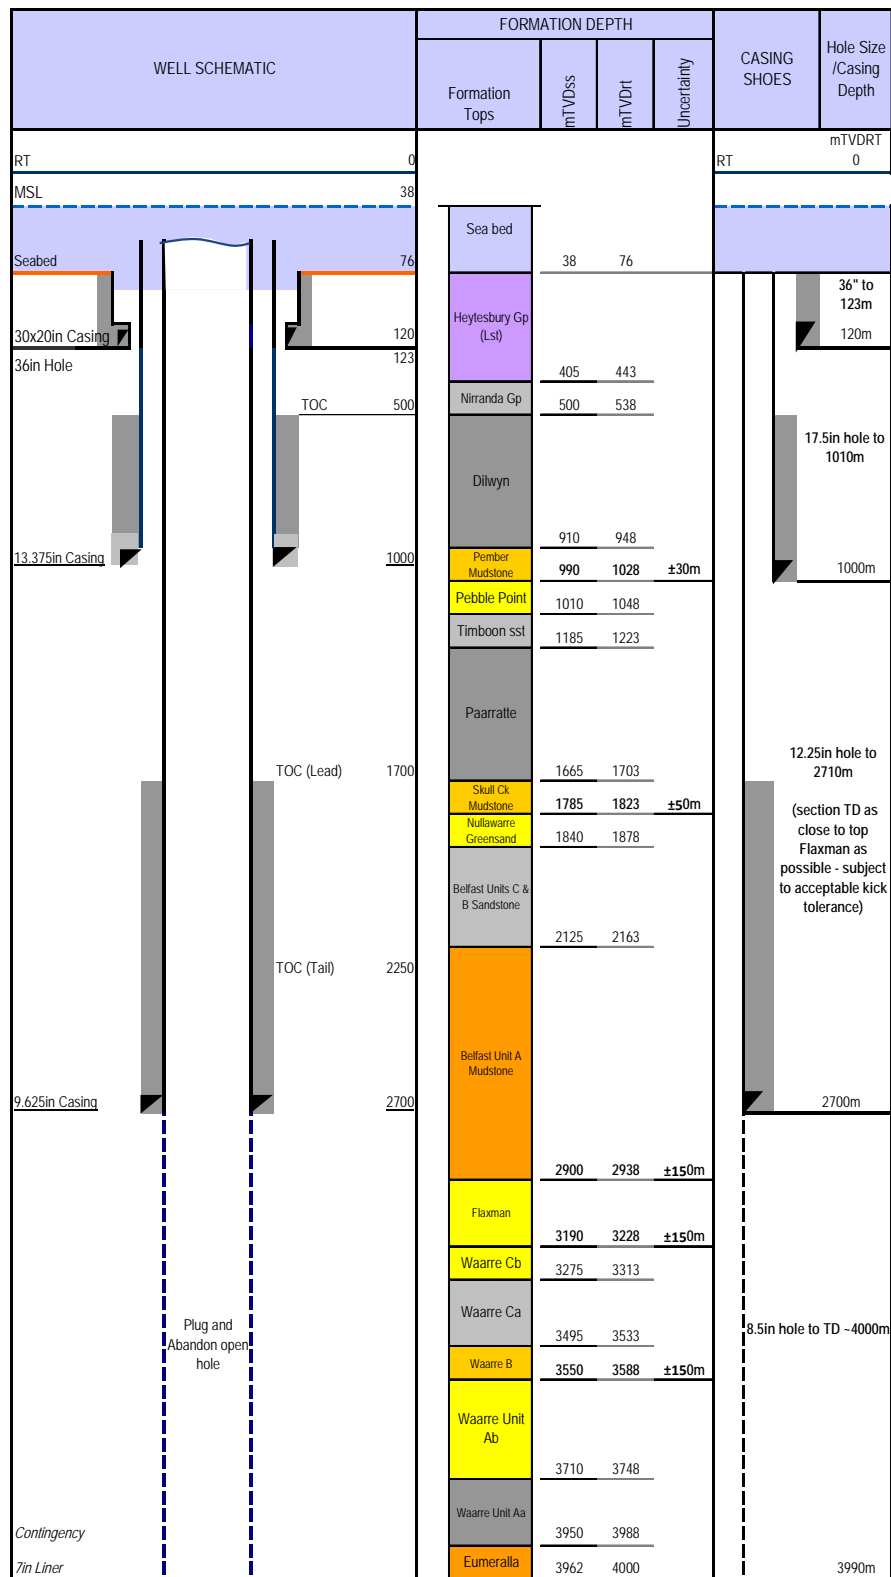 WELL SCHEMATIC
FORMATION DEPTH
Formation
Tops
mTVDss
mTVDrt
Uncertainty
CASING
SHOES
Hole Size
/Casing
Depth
mTVDRT
RT 0
RT 0
MSL 38
Sea bed
Seabed 76
38 76
36" to
123m
30x20in Casing 120
Heytesbury Gp
(Lst)
120m
36in Hole 123
405 443
Nirranda Gp
TOC 500
500 538
17.5in hole to
1010m
Dilwyn
910 948
13.375in Casing 1000
Pember
Mudstone
990 1028 ±30m
1000m
Pebble Point
1010 1048
Timboon sst
1185 1223
Paarratte
TOC (Lead) 1700
1665 1703
12.25in hole to
2710m
Skull Ck
Mudstone
1785 1823 ±50m
(section TD as
close to top
Flaxman as
possible - subject
to acceptable kick
tolerance)
Nullawarre
Greensand
1840 1878
Belfast Units C &
B Sandstone
2125 2163
TOC (Tail) 2250
Belfast Unit A
Mudstone
9.625in Casing 2700
2700m
2900 2938 ±150m
Flaxman
3190 3228 ±150m
Waarre Cb
3275 3313
Waarre Ca
Plug and
Abandon open
hole
8.5in hole to TD ~4000m
3495 3533
Waarre B
3550 3588 ±150m
Waarre Unit
Ab
3710 3748
Waarre Unit Aa
Contingency
3950 3988
7in Liner
Eumeralla
3962 4000
3990m